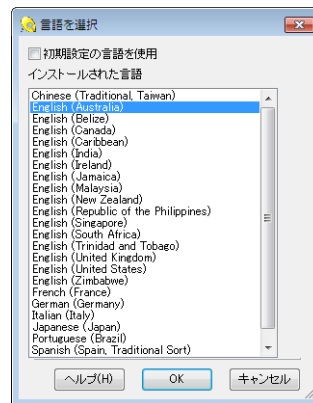 言語を選択
初期設定の言語を使用
インストールされた言語
Chinese (Traditional, Taiwan)
English (Australia)
English (Belize)
English (Canada)
English (Caribbean)
English (India)
English (Ireland)
English (Jamaica)
English (Malaysia)
English (New Zealand)
English (Republic of the Philippines)
English (Singapore)
English (South Africa)
English (Trinidad and Tobago)
English (United Kingdom)
English (United States)
English (Zimbabwe)
French (France)
German (Germany)
Italian (Italy)
Japanese (Japan)
Portuguese (Brazil)
Spanish (Spain, Traditional Sort)
ヘルプ(H) OK キャンセル